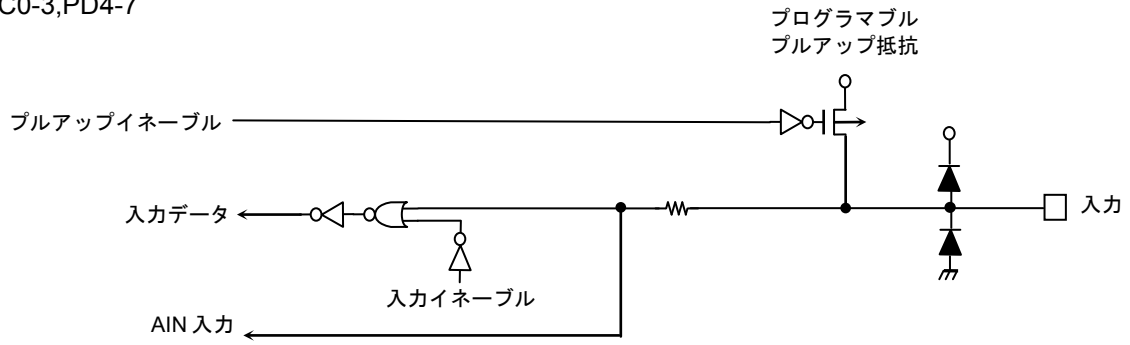 C0-3,PD4-7
プログラマブル
プルアップ抵抗
プルアップイネーブル
入力データ
入力
入力イネーブル
AIN 入力